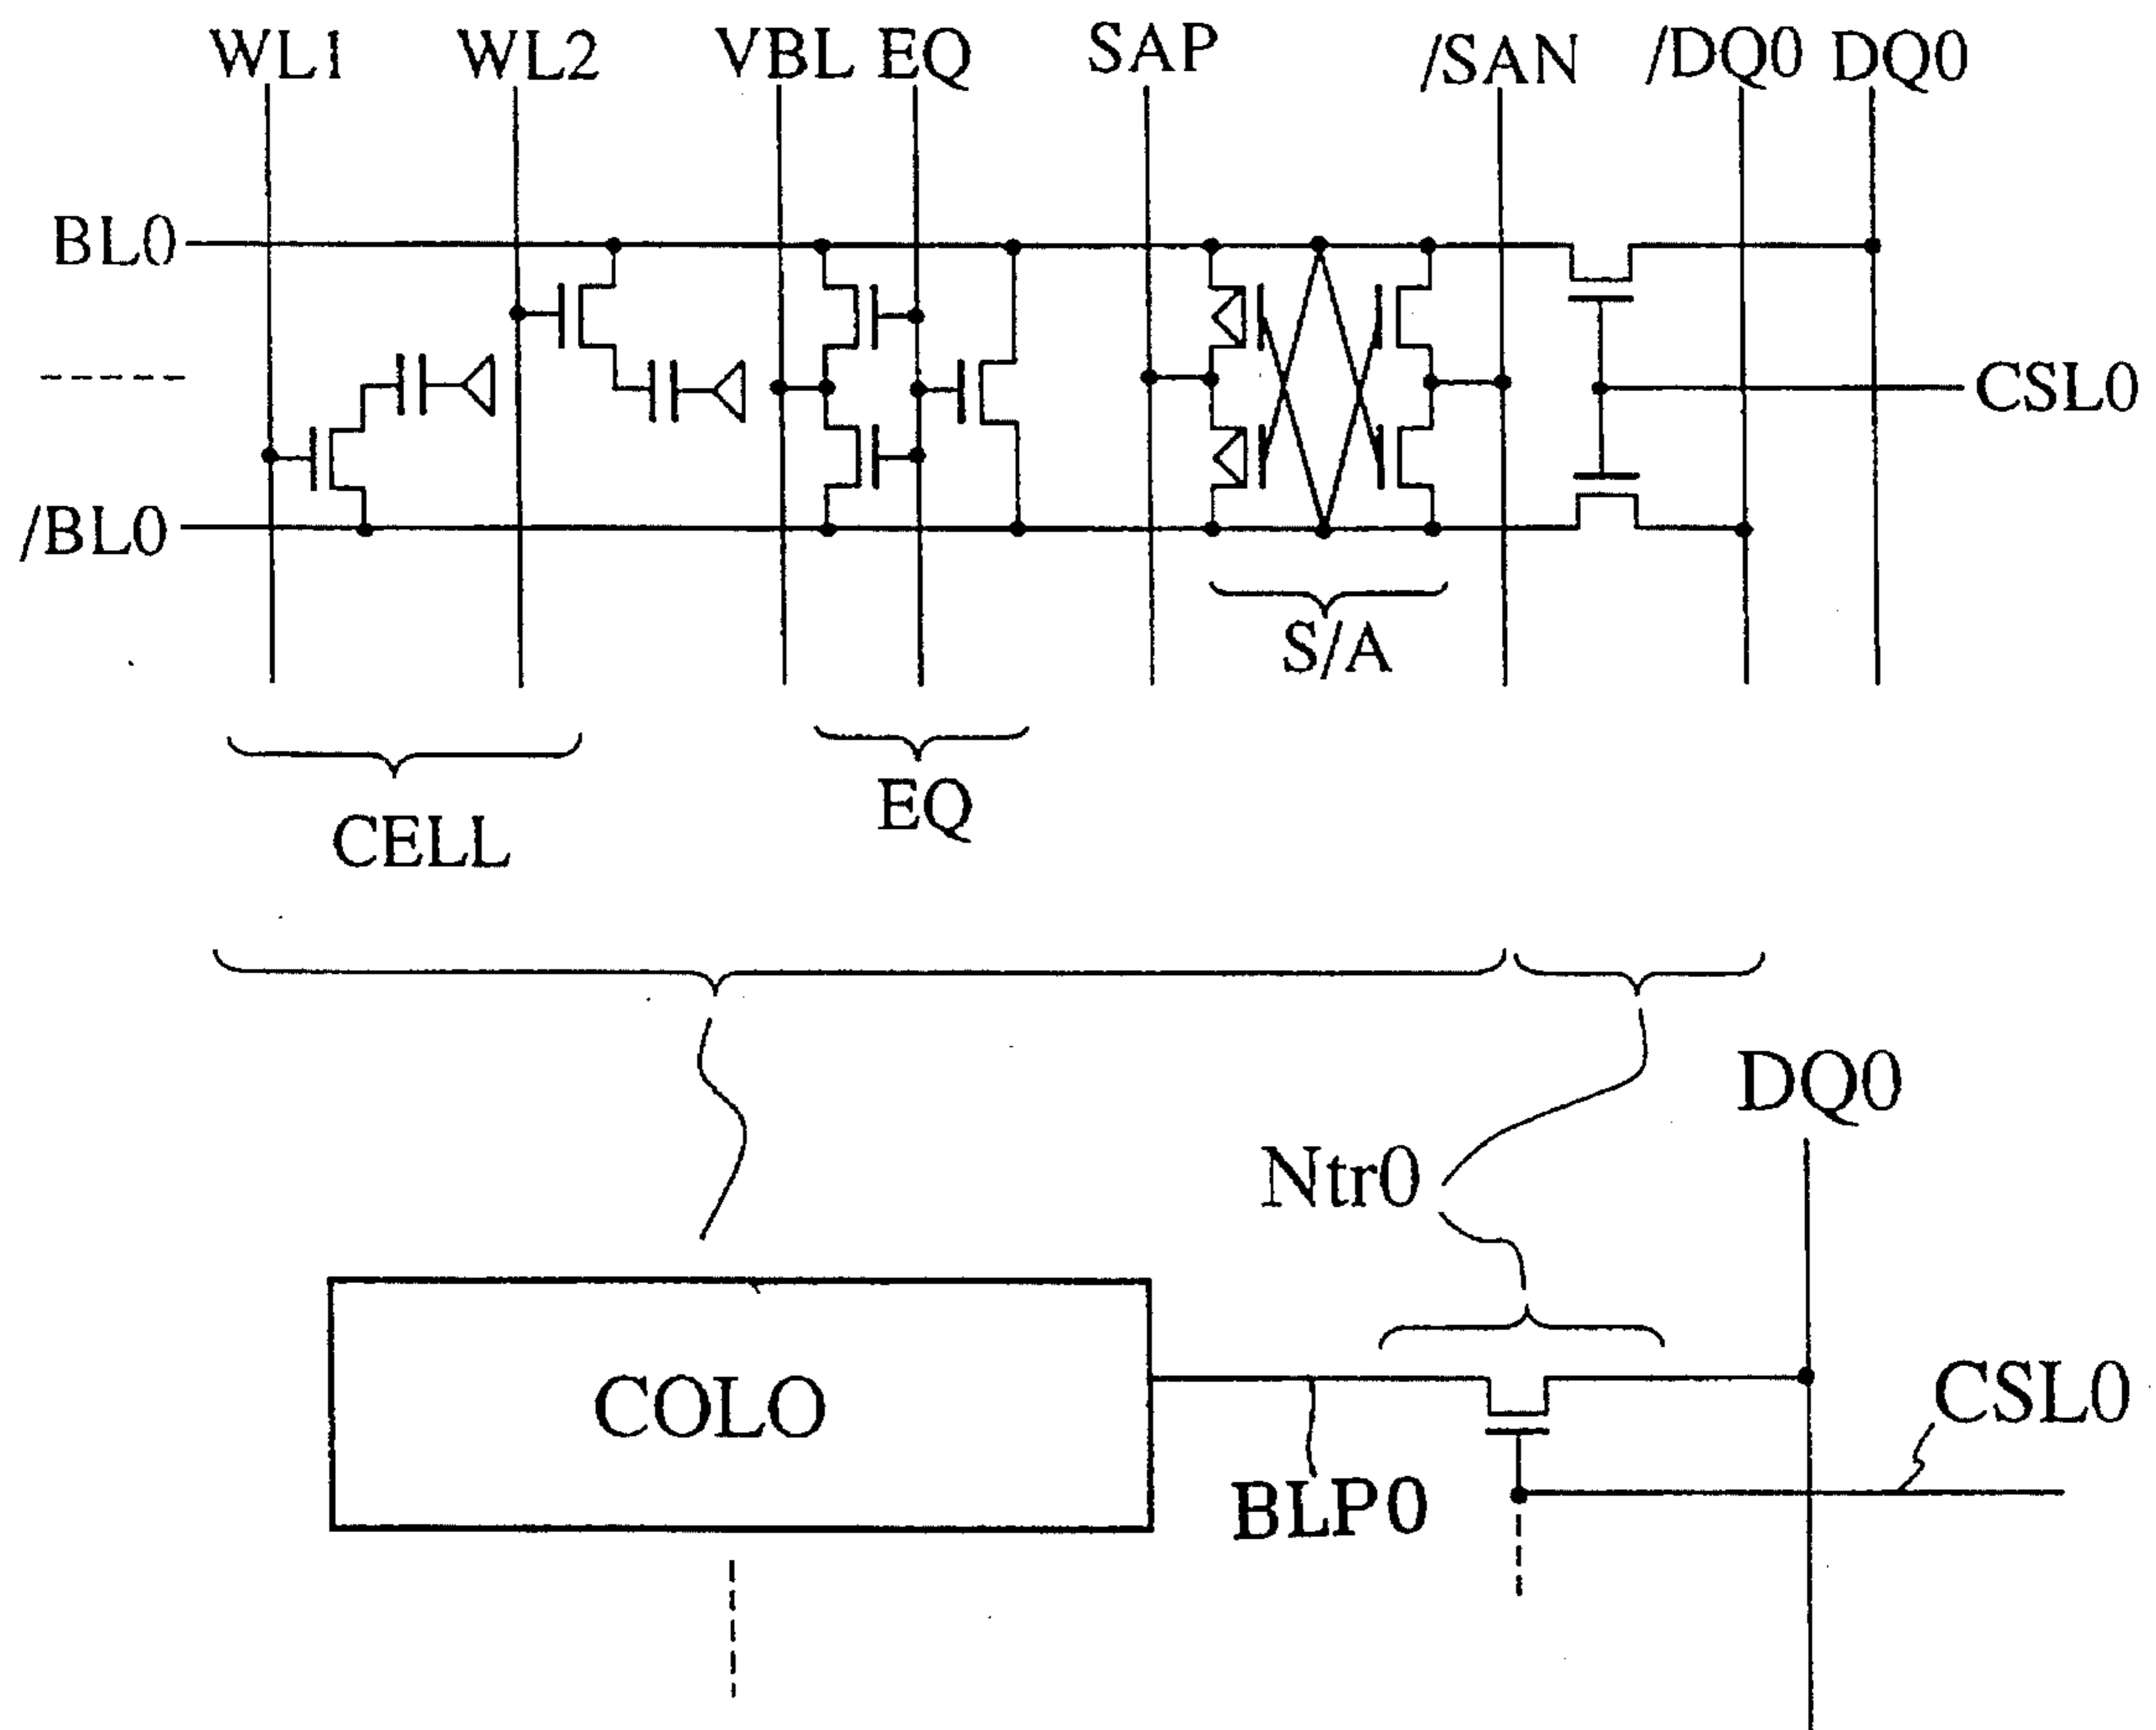 WL1 WL2 VBL EQ SAP /SAN /DQ0 DQ0
BL0
CSL0
/BL0
S/A
EQ
CELL
DQ0
Ntr0
COLO
CSL0
BLP0